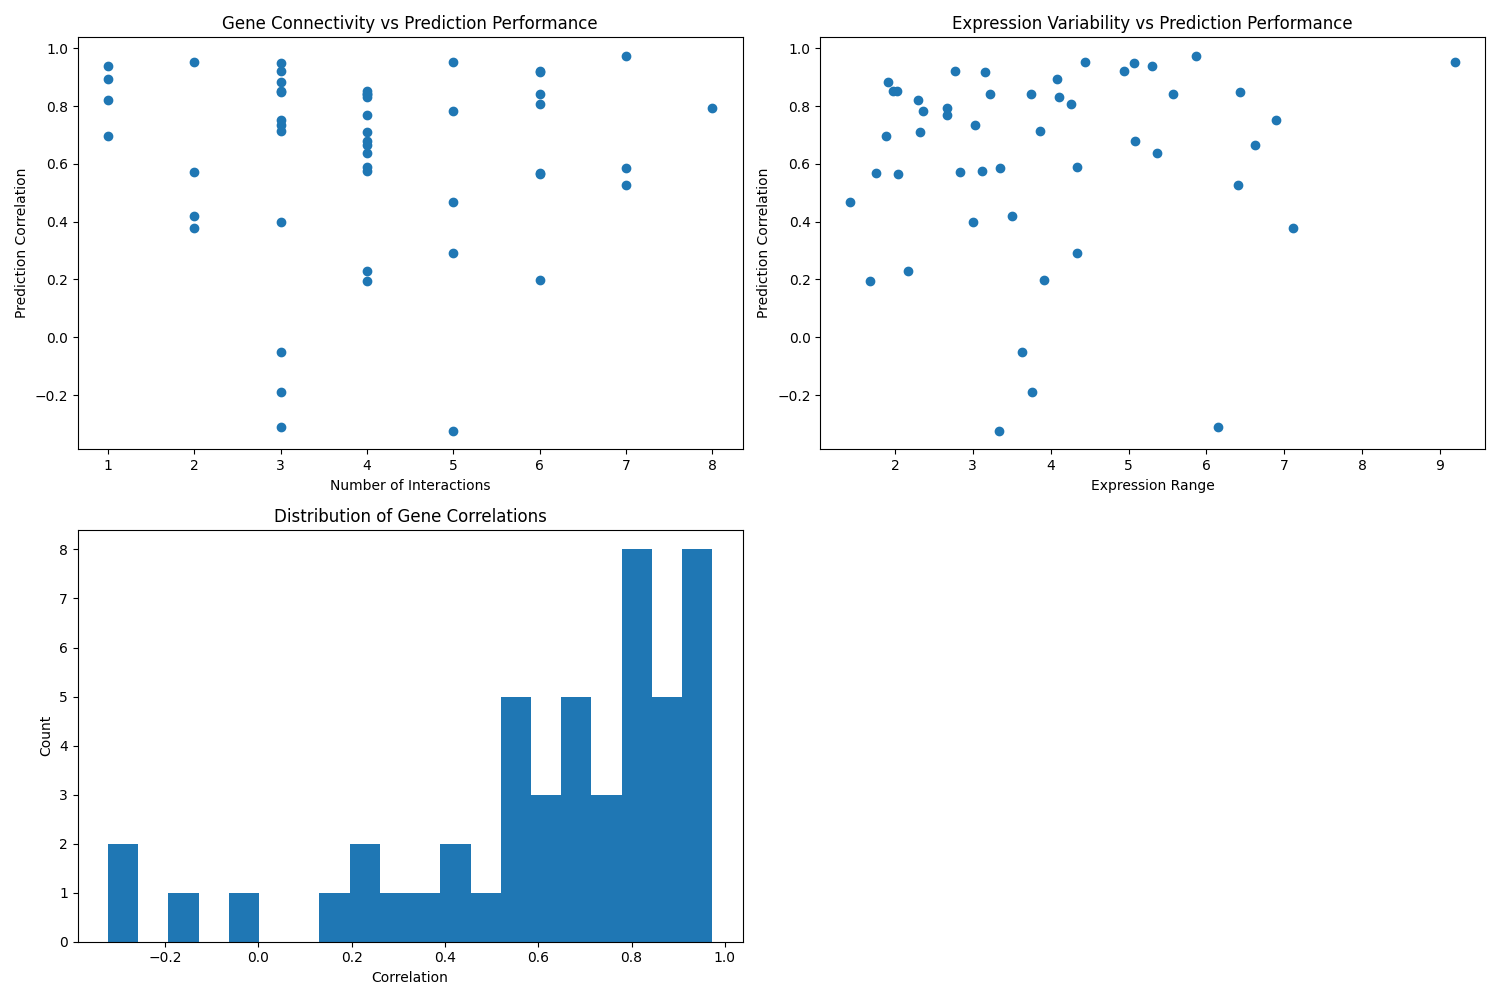 Gene Connectivity vs Prediction Performance
1.0
0.8
0.6
0.4
0.2
0.0
−0.2
Prediction Correlation
1 2 3 4 5 6 7 8
Number of Interactions
Expression Variability vs Prediction Performance
1.0
0.8
0.6
0.4
0.2
0.0
−0.2
Prediction Correlation
2 3 4 5 6 7 8 9
Expression Range
Distribution of Gene Correlations
8
7
6
5
4
3
2
1
0
Count
−0.2 0.0 0.2 0.4 0.6 0.8 1.0
Correlation